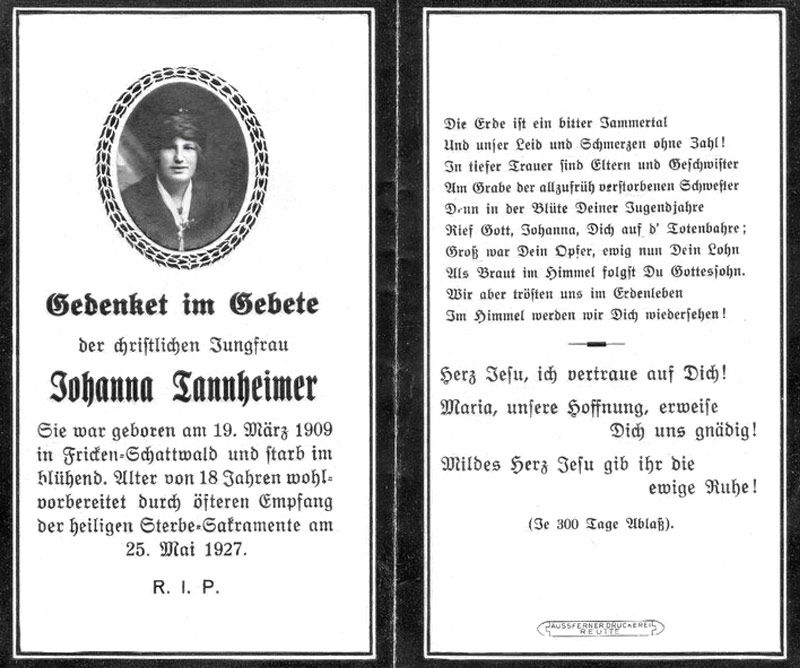 Gedenket im Gebete
der christlichen Jungfrau
Johanna Tannheimer
Sie war geboren am 19. März 1909
in Fricken-Schattwald und starb im
blühend. Alter von 18 Jahren wohl-
vorbereitet durch öfteren Empfang
der heiligen Sterbe-Sakramente am
25. Mai 1927.
R. I. P.
Die Erde ist ein bitter Jammertal
Und unser Leid und Schmerzen ohne Zahl!
In tiefer Trauer sind Eltern und Geschwister
Am Grabe der allzufrüh verstorbenen Schwester
Denn in der Blüte Deiner Jugendjahre
Rief Gott, Johanna, Dich auf d' Totenbahre;
Groß war Dein Opfer, ewig nun Dein Lohn
Als Braut im Himmel folgst Du Gottessohn.
Wir aber trösten uns im Erdenleben
Im Himmel werden wir Dich wiedersehen!
Herz Jesu, ich vertraue auf Dich!
Maria, unsere Hoffnung, erweise
Dich uns gnädig!
Mildes Herz Jesu gib ihr die
ewige Ruhe!
(Je 300 Tage Ablaß).
AUSSFERNER DRUCKEREI
REUTTE